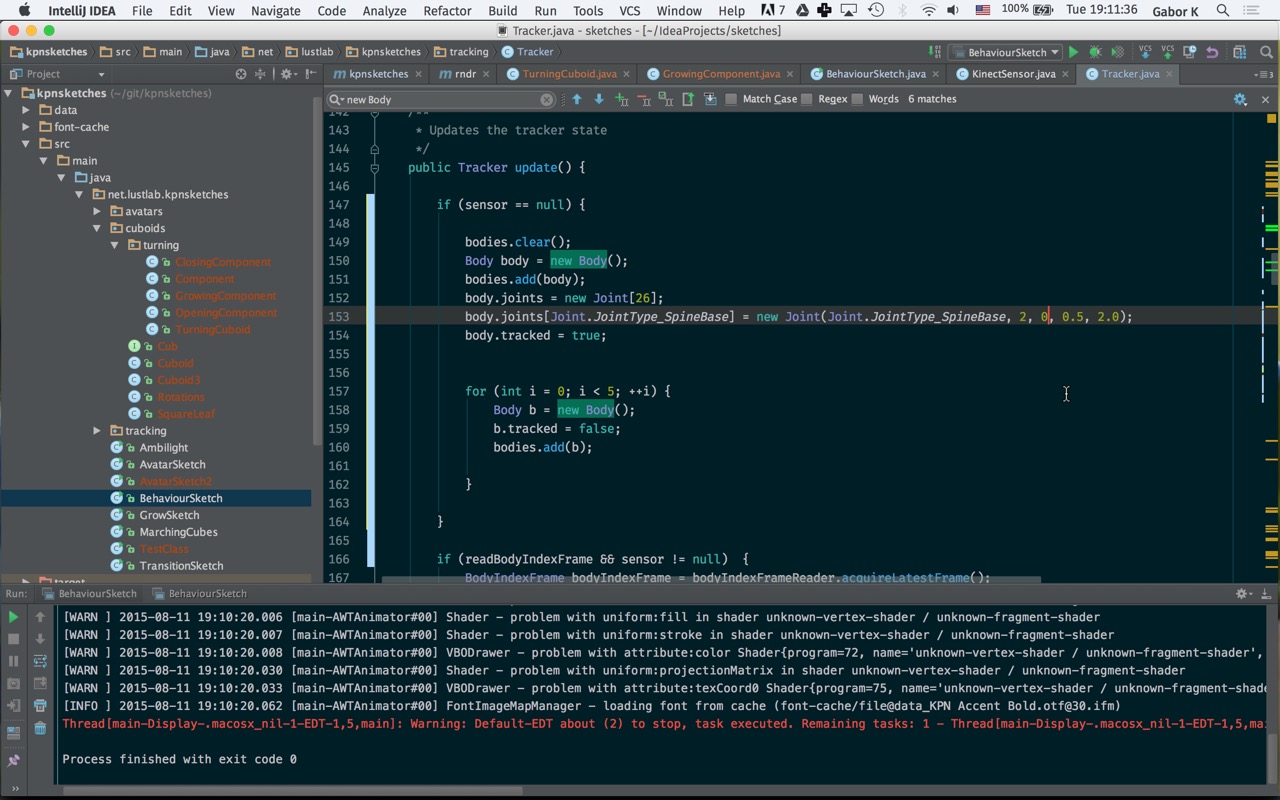 IntelliJ IDEA File Edit View Navigate Code Analyze Refactor Build Run Tools VCS Window Help 7 100% Tue 19:11:36 Gabor K
Tracker.java - sketches - [~/IdeaProjects/sketches]
kpnsketches src main java net lustlab kpnsketches tracking Tracker BehaviourSketch VCS VCS
Project kpnsketches rndr TurningCuboid.java GrowingComponent.java BehaviourSketch.java KinectSensor.java Tracker.java
new Body Match Case Regex Words 6 matches
kpnsketches (~/git/kpnsketches)
data
font-cache
src
main
java
net.lustlab.kpnsketches
avatars
cuboids
turning
ClosingComponent
Component
GrowingComponent
OpeningComponent
TurningCuboid
Cub
Cuboid
Cuboid3
Rotations
SquareLeaf
tracking
Ambilight
AvatarSketch
AvatarSketch2
BehaviourSketch
GrowSketch
MarchingCubes
TestClass
TransitionSketch
target
142 /**
143 * Updates the tracker state
144 */
145 public Tracker update() {
146
147 if (sensor == null) {
148
149 bodies.clear();
150 Body body = new Body();
151 bodies.add(body);
152 body.joints = new Joint[26];
153 body.joints[Joint.JointType_SpineBase] = new Joint(Joint.JointType_SpineBase, 2, 0, 0.5, 2.0);
154 body.tracked = true;
155
156
157 for (int i = 0; i < 5; ++i) {
158 Body b = new Body();
159 b.tracked = false;
160 bodies.add(b);
161
162 }
163
164 }
165
166 if (readBodyIndexFrame && sensor != null) {
167 BodyIndexFrame bodyIndexFrame = bodyIndexFrameReader.acquireLatestFrame();
Run: BehaviourSketch BehaviourSketch
[WARN ] 2015-08-11 19:10:20.006 [main-AWTAnimator#00] Shader - problem with uniform:fill in shader unknown-vertex-shader / unknown-fragment-shader
[WARN ] 2015-08-11 19:10:20.007 [main-AWTAnimator#00] Shader - problem with uniform:stroke in shader unknown-vertex-shader / unknown-fragment-shader
[WARN ] 2015-08-11 19:10:20.008 [main-AWTAnimator#00] VBODrawer - problem with attribute:color Shader{program=72, name='unknown-vertex-shader / unknown-fragment-shader',
[WARN ] 2015-08-11 19:10:20.030 [main-AWTAnimator#00] Shader - problem with uniform:projectionMatrix in shader unknown-vertex-shader / unknown-fragment-shader
[WARN ] 2015-08-11 19:10:20.033 [main-AWTAnimator#00] VBODrawer - problem with attribute:texCoord0 Shader{program=75, name='unknown-vertex-shader / unknown-fragment-shade
[INFO ] 2015-08-11 19:10:20.062 [main-AWTAnimator#00] FontImageMapManager - loading font from cache (font-cache/file@data_KPN Accent Bold.otf@30.ifm)
Thread[main-Display-.macosx_nil-1-EDT-1,5,main]: Warning: Default-EDT about (2) to stop, task executed. Remaining tasks: 1 - Thread[main-Display-.macosx_nil-1-EDT-1,5,mai
Process finished with exit code 0